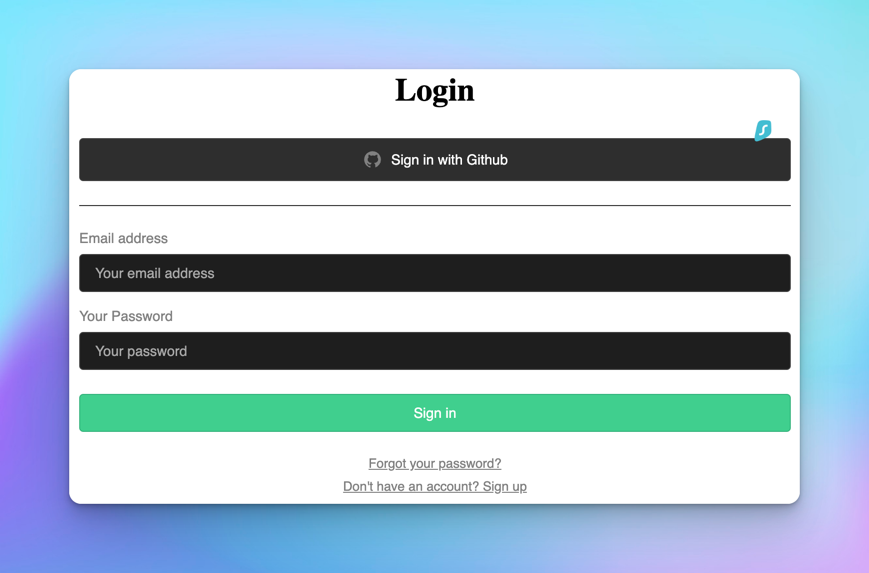 Login
Sign in with Github
Email address
Your email address
Your Password
Your password
Sign in
Forgot your password?
Don't have an account? Sign up